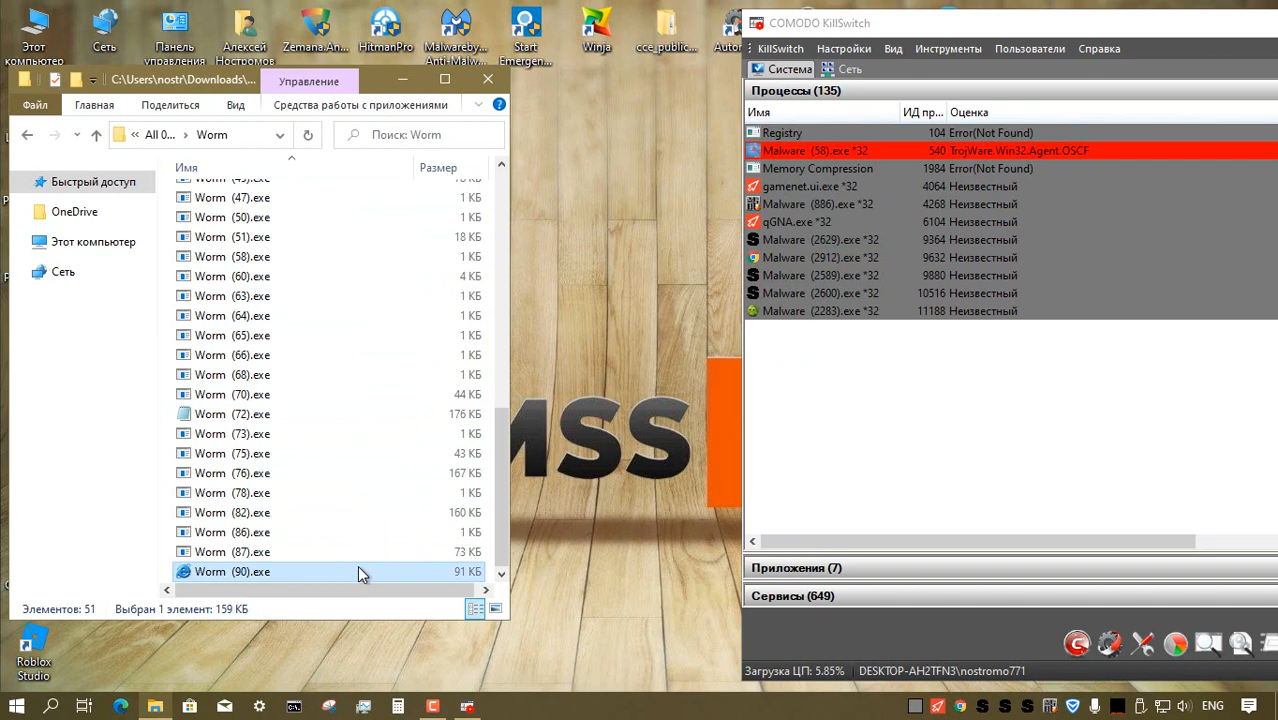 Этот
компьютер
Сеть
Панель
управления
Алексей
Ностромов
Zemana.An...
HitmanPro
Malwareby...
Anti-Malw...
Start
Emergen...
Winja
cce_public...
COMODO KillSwitch
KillSwitch Настройки Вид Инструменты Пользователи Справка
Система Сеть
Процессы (135)
Имя ИД пр... Оценка
Registry 104 Error(Not Found)
Malware (58).exe *32 540 TrojWare.Win32.Agent.OSCF
Memory Compression 1984 Error(Not Found)
gamenet.ui.exe *32 4064 Неизвестный
Malware (886).exe *32 4268 Неизвестный
qGNA.exe *32 6104 Неизвестный
Malware (2629).exe *32 9364 Неизвестный
Malware (2912).exe *32 9632 Неизвестный
Malware (2589).exe *32 9880 Неизвестный
Malware (2600).exe *32 10516 Неизвестный
Malware (2283).exe *32 11188 Неизвестный
Приложения (7)
Сервисы (649)
Загрузка ЦП: 5.85% DESKTOP-AH2TFN3\nostromo771
C:\Users\nostr\Downloads\... Управление
Файл Главная Поделиться Вид Средства работы с приложениями
« All 0... › Worm
Поиск: Worm
Быстрый доступ
OneDrive
Этот компьютер
Сеть
Имя Размер
Worm (47).exe 1 КБ
Worm (50).exe 1 КБ
Worm (51).exe 18 КБ
Worm (58).exe 1 КБ
Worm (60).exe 4 КБ
Worm (63).exe 1 КБ
Worm (64).exe 1 КБ
Worm (65).exe 1 КБ
Worm (66).exe 1 КБ
Worm (68).exe 1 КБ
Worm (70).exe 44 КБ
Worm (72).exe 176 КБ
Worm (73).exe 1 КБ
Worm (75).exe 43 КБ
Worm (76).exe 167 КБ
Worm (78).exe 1 КБ
Worm (82).exe 160 КБ
Worm (86).exe 1 КБ
Worm (87).exe 73 КБ
Worm (90).exe 91 КБ
Элементов: 51 Выбран 1 элемент: 159 КБ
MSS
Roblox
Studio
ENG